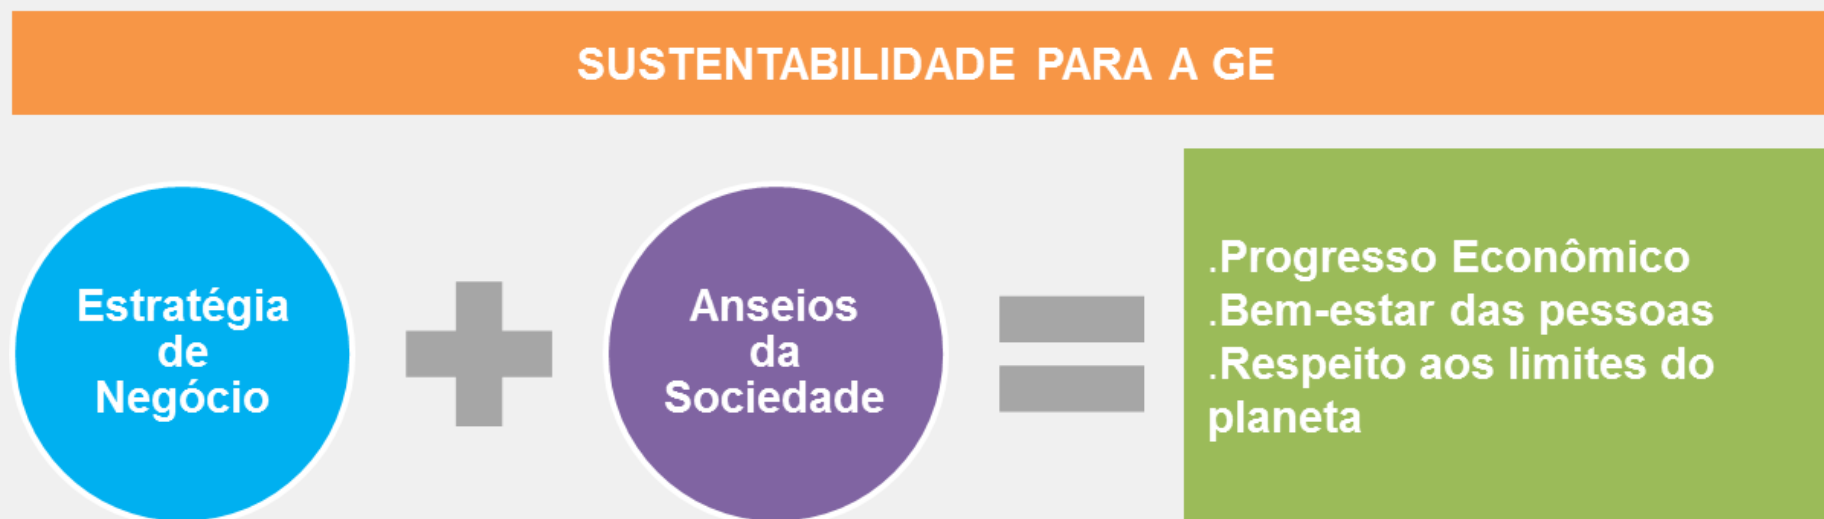 SUSTENTABILIDADE PARA A GE
Estratégia
de
Negócio
Anseios
da
Sociedade
.Progresso Econômico
.Bem-estar das pessoas
.Respeito aos limites do
planeta